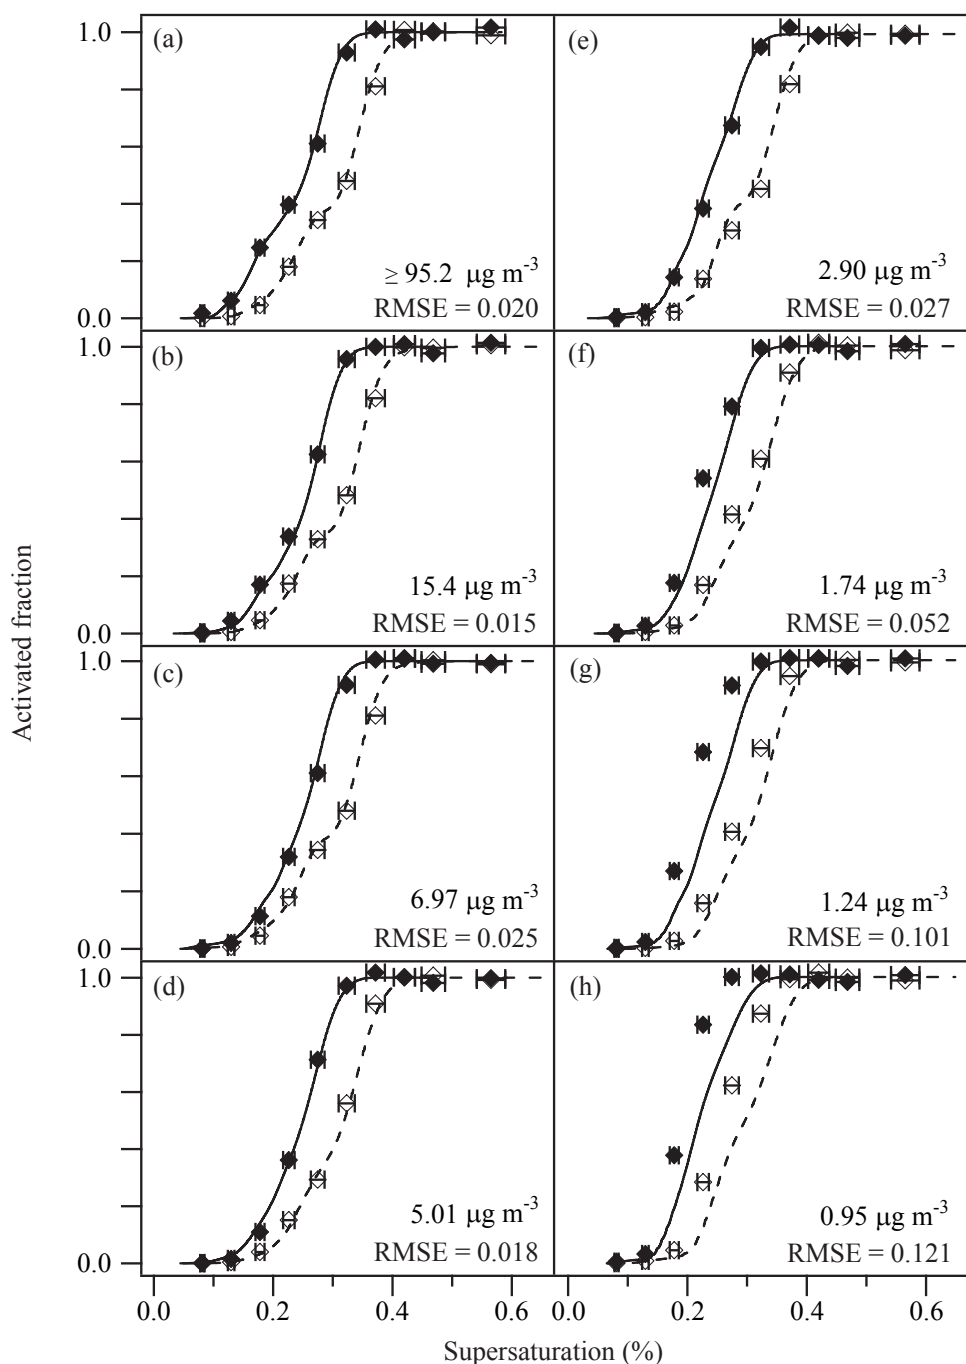 Activated fraction
1.0
0.0
(a)
≥ 95.2 μg m-3
RMSE = 0.020
1.0
0.0
(b)
15.4 μg m-3
RMSE = 0.015
1.0
0.0
(c)
6.97 μg m-3
RMSE = 0.025
1.0
0.0
(d)
5.01 μg m-3
RMSE = 0.018
0.0 0.2 0.4 0.6
(e)
2.90 μg m-3
RMSE = 0.027
(f)
1.74 μg m-3
RMSE = 0.052
(g)
1.24 μg m-3
RMSE = 0.101
(h)
0.95 μg m-3
RMSE = 0.121
0.0 0.2 0.4 0.6
Supersaturation (%)